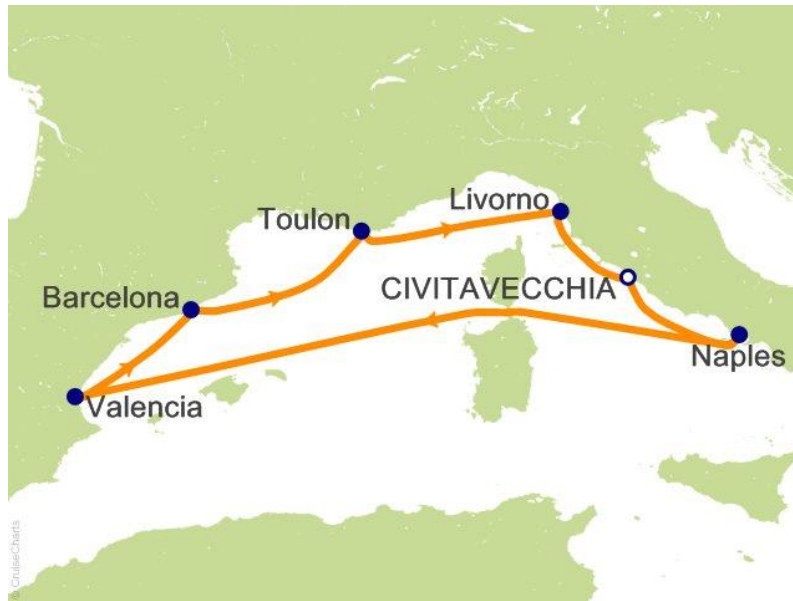 Livorno
Toulon
CIVITAVECCHIA
Barcelona
Naples
Valencia
© CruiseCharts